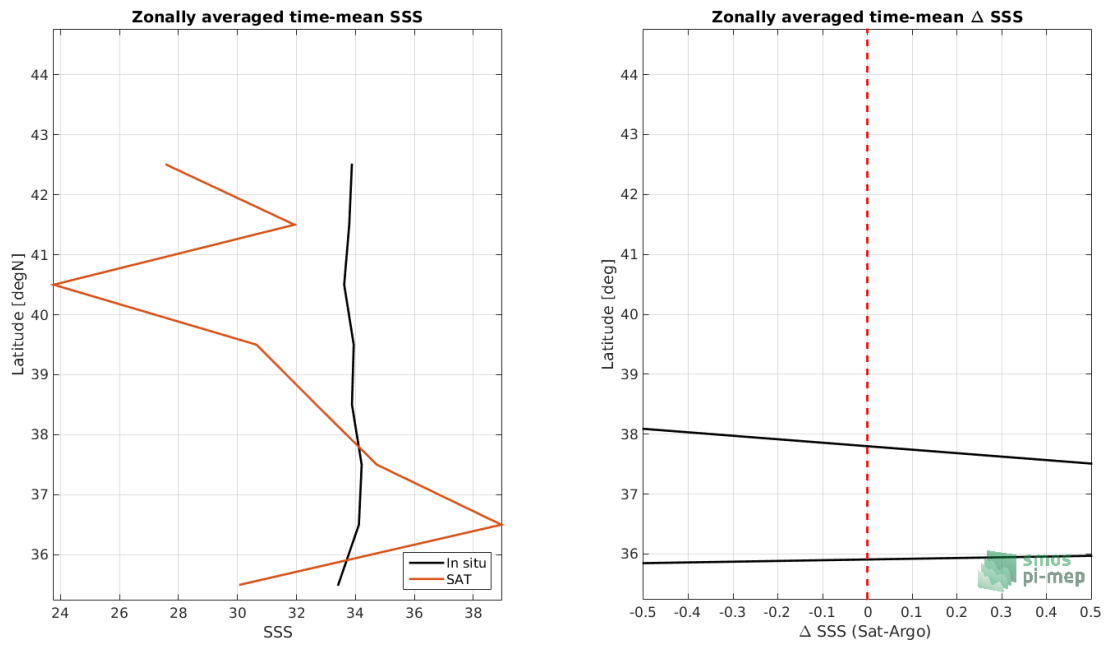 Zonally averaged time-mean SSS
44
43
42
41
40
39
38
37
36
Latitude [degN]
24 26 28 30 32 34 36 38
SSS
In situ
SAT
Zonally averaged time-mean Δ SSS
44
43
42
41
40
39
38
37
36
Latitude [deg]
-0.5 -0.4 -0.3 -0.2 -0.1 0 0.1 0.2 0.3 0.4 0.5
Δ SSS (Sat-Argo)
smos
pi-mep